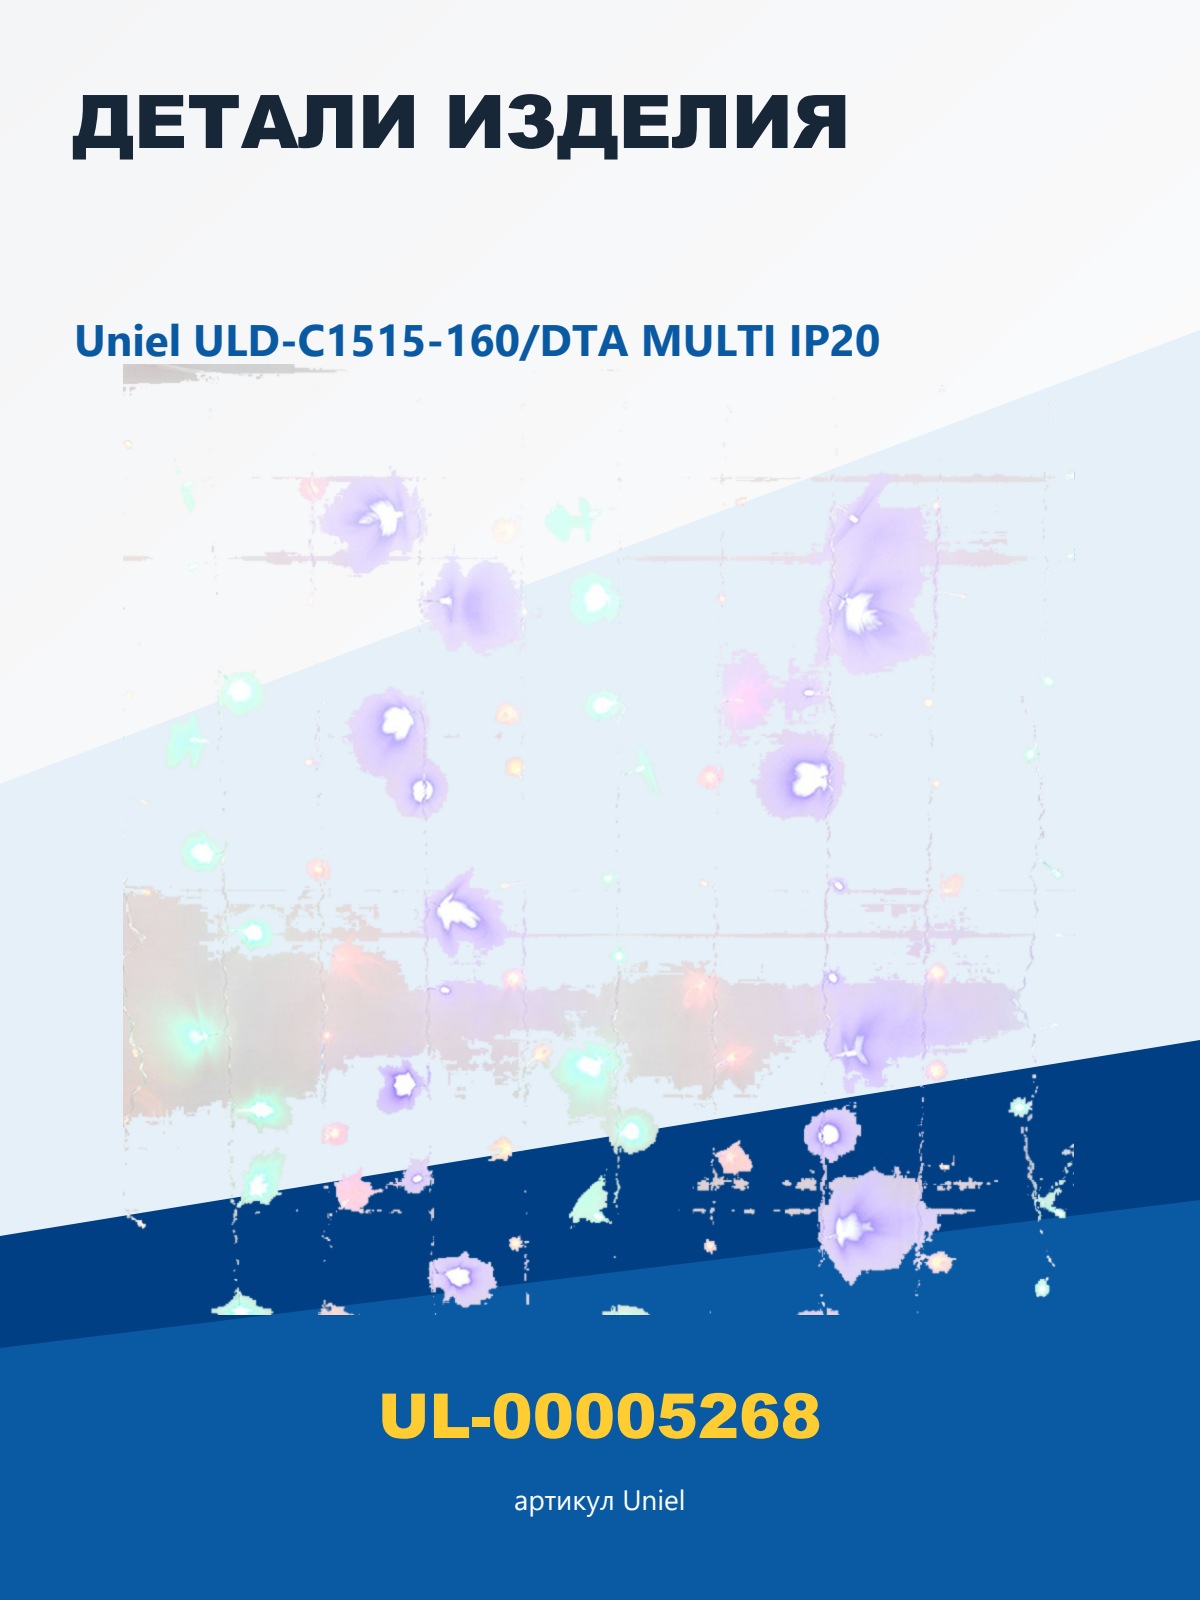 ДЕТАЛИ ИЗДЕЛИЯ
Uniel ULD-C1515-160/DTA MULTI IP20
UL-00005268
артикул Uniel